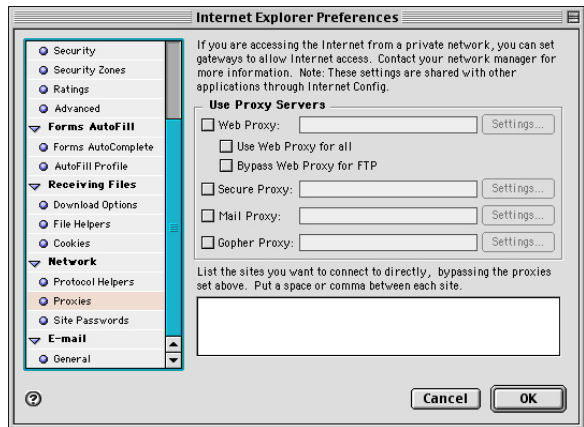 Internet Explorer Preferences
Security
Security Zones
Ratings
Advanced
Forms AutoFill
Forms AutoComplete
AutoFill Profile
Receiving Files
Download Options
File Helpers
Cookies
Network
Protocol Helpers
Proxies
Site Passwords
E-mail
General
If you are accessing the Internet from a private network, you can set
gateways to allow Internet access. Contact your network manager for
more information. Note: These settings are shared with other
applications through Internet Config.
Use Proxy Servers
Web Proxy: Settings...
Use Web Proxy for all
Bypass Web Proxy for FTP
Secure Proxy: Settings...
Mail Proxy: Settings...
Gopher Proxy: Settings...
List the sites you want to connect to directly, bypassing the proxies
set above. Put a space or comma between each site.
?
Cancel OK